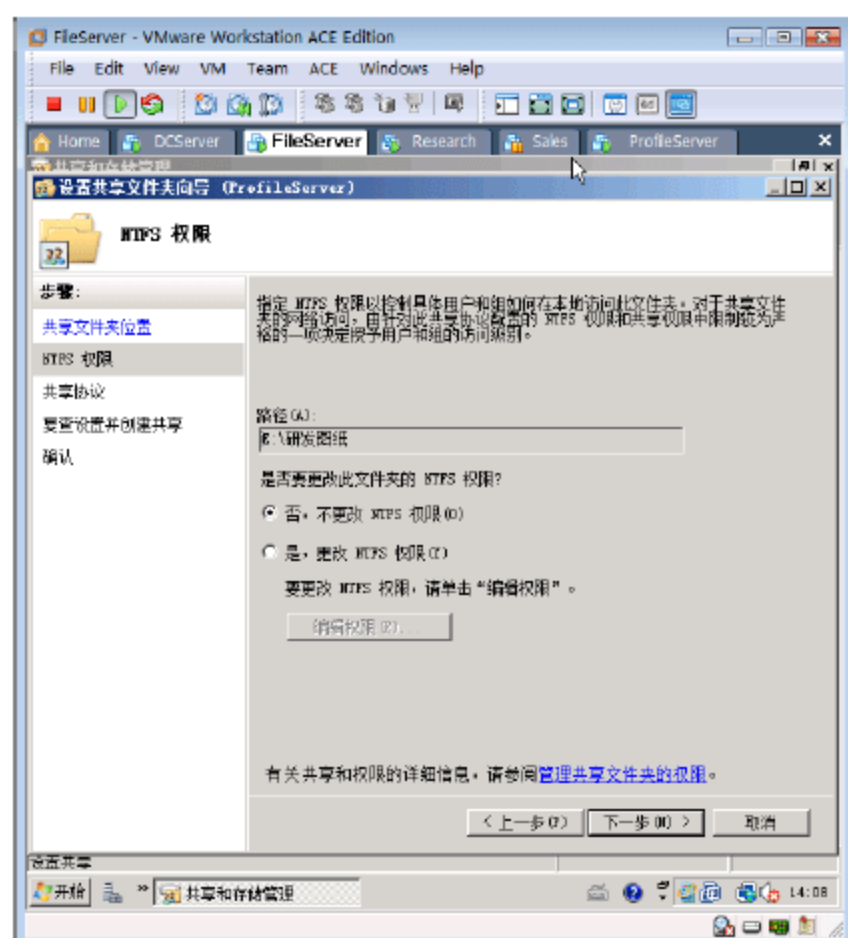 FileServer - VMware Workstation ACE Edition
File Edit View VM Team ACE Windows Help
Home DCServer FileServer Research Sales ProfileServer
共享和存储管理
设置共享文件夹向导 (ProfileServer)
NTFS 权限
步骤:
共享文件夹位置
NTFS 权限
共享协议
复查设置并创建共享
确认
指定 NTFS 权限以控制具体用户和组如何在本地访问此文件夹。对于共享文件
夹的网络访问，由针对此共享协议配置的 NTFS 权限和共享权限中限制较为严
格的一项决定授予用户和组的访问级别。
路径(A):
E:\研发图纸
是否要更改此文件夹的 NTFS 权限?
否，不更改 NTFS 权限(O)
是，更改 NTFS 权限(Y)
要更改 NTFS 权限，请单击“编辑权限”。
编辑权限(P)...
有关共享和权限的详细信息，请参阅管理共享文件夹的权限。
< 上一步(P) 下一步(N) > 取消
设置共享
开始 » 共享和存储管理 14:08